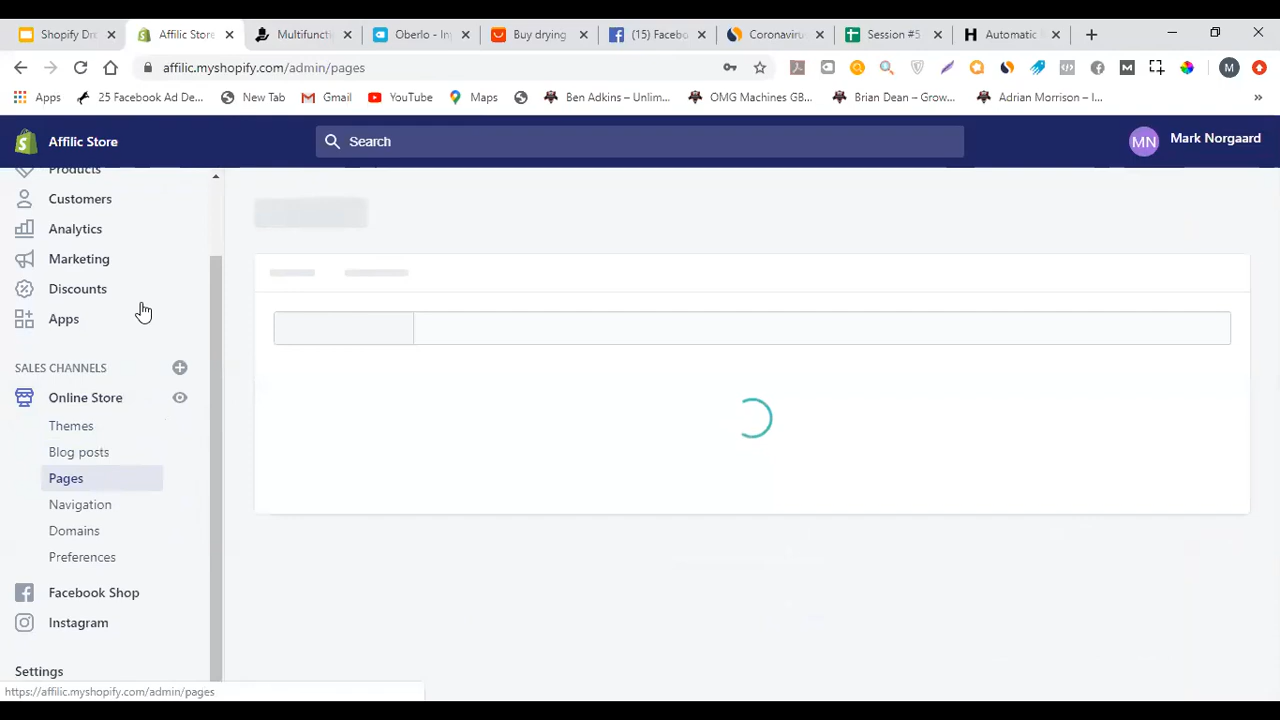 Shopify Dr
Affilic Store
Multifunct
Oberlo - In
Buy drying
(15) Facebo
Coronaviru
Session #5
Automatic
affilic.myshopify.com/admin/pages
M
Apps
25 Facebook Ad De...
New Tab
Gmail
YouTube
Maps
Ben Adkins – Unlim...
OMG Machines GB...
Brian Dean – Grow...
Adrian Morrison – I...
»
Affilic Store
Search
MN
Mark Norgaard
Products
Customers
Analytics
Marketing
Discounts
Apps
SALES CHANNELS
Online Store
Themes
Blog posts
Pages
Navigation
Domains
Preferences
Facebook Shop
Instagram
Settings
https://affilic.myshopify.com/admin/pages